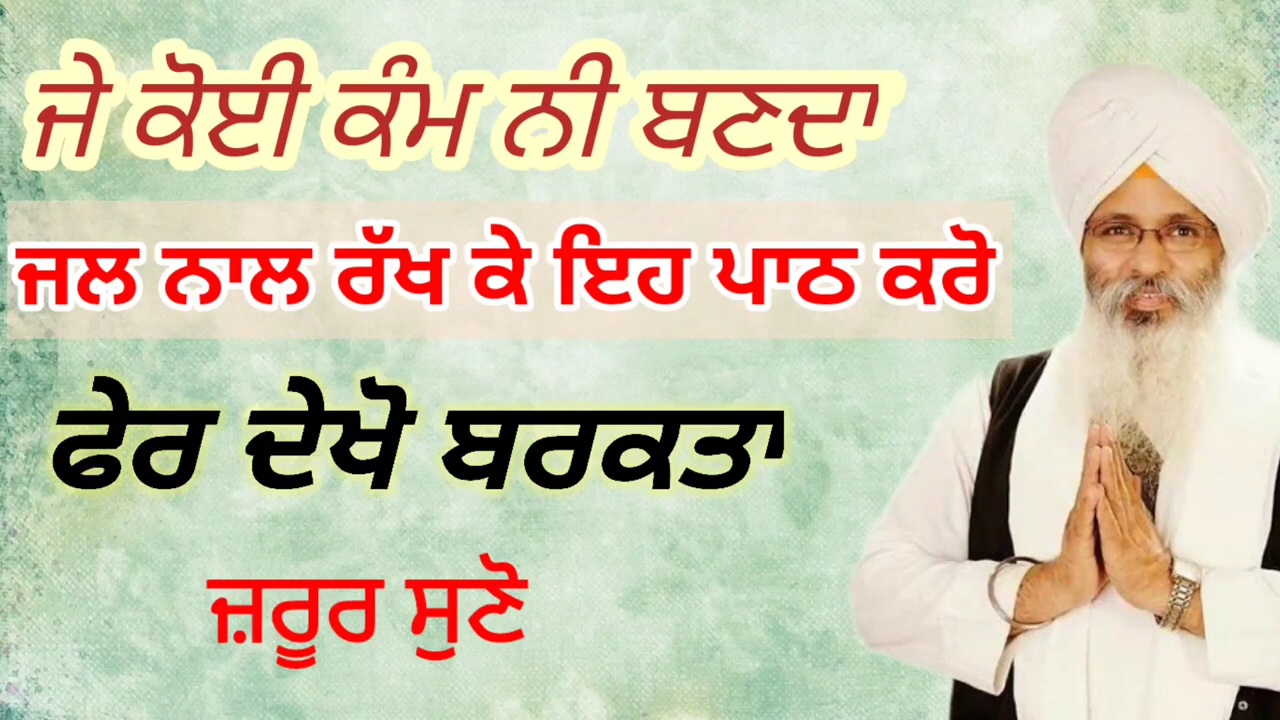 ਜੇ ਕੋਈ ਕੰਮ ਨੀ ਬਣਦਾ
ਜਲ ਨਾਲ ਰੱਖ ਕੇ ਇਹ ਪਾਠ ਕਰੋ
ਫੇਰ ਦੇਖੋ ਬਰਕਤਾ
ਜ਼ਰੂਰ ਸੁਣੋ